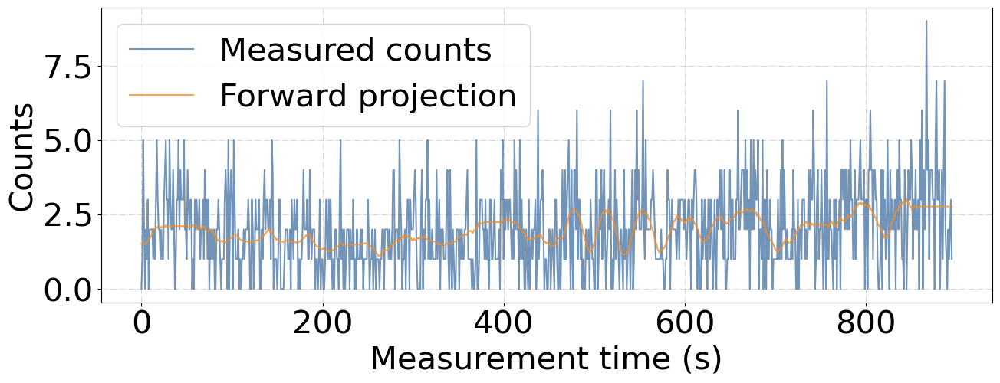 Measured counts
Forward projection
Counts
7.5
5.0
2.5
0.0
0 200 400 600 800
Measurement time (s)